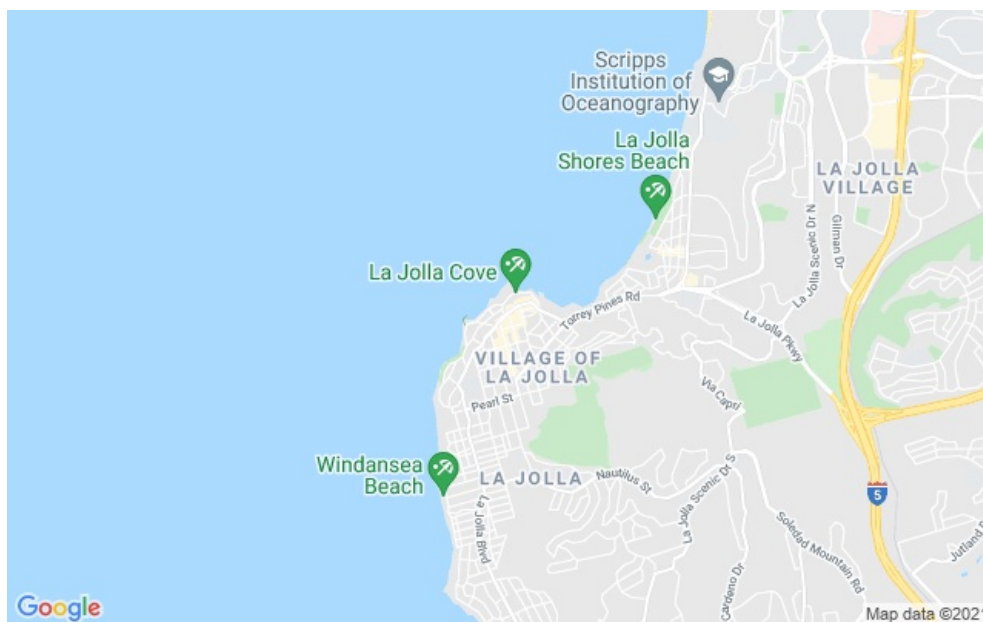 Scripps
Institution of
Oceanography
La Jolla
Shores Beach
LA JOLLA
VILLAGE
La Jolla Scenic Dr N
Gilman Dr
La Jolla Cove
Torrey Pines Rd
La Jolla Pkwy
VILLAGE OF
LA JOLLA
Via Capri
Pearl St
Windansea
Beach
LA JOLLA
Nautilus St
La Jolla Scenic Dr S
5
La Jolla Blvd
Soledad Mountain Rd
Cardeno Dr
Jutland
Google
Map data ©2021